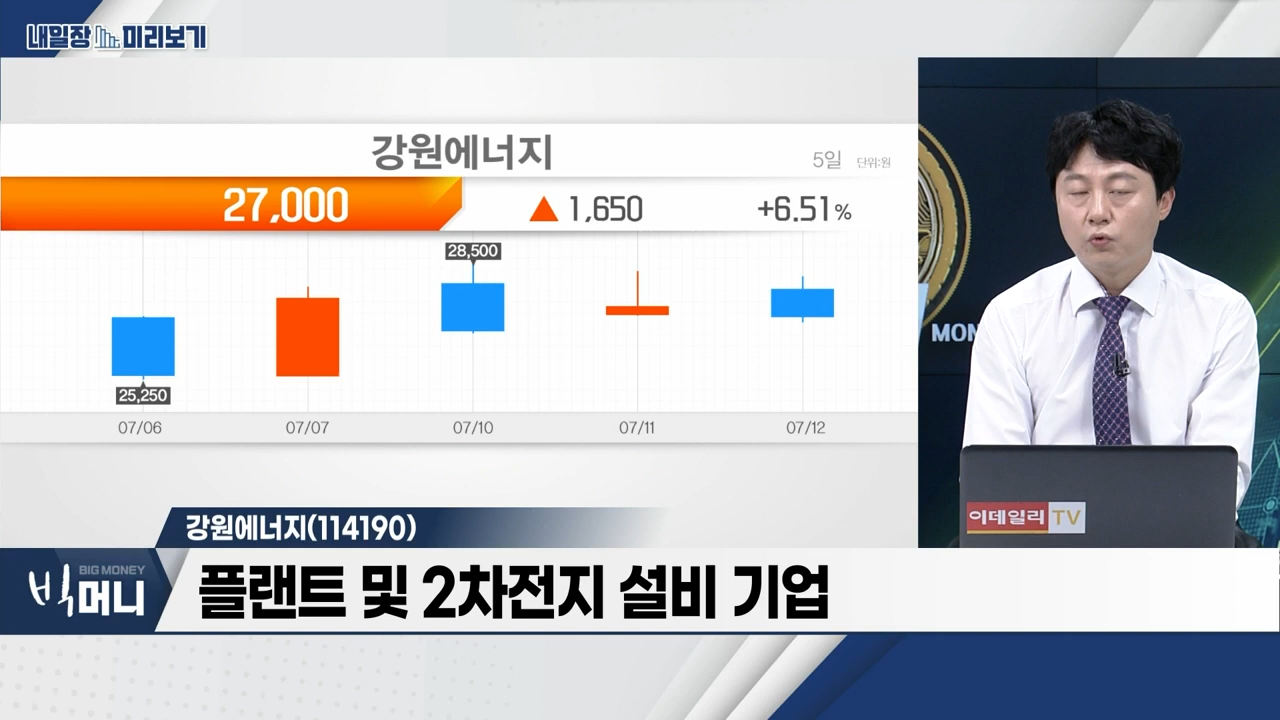 내일장 미리보기
강원에너지
5일 단위:원
27,000 ▲ 1,650 +6.51%
28,500
25,250
07/06 07/07 07/10 07/11 07/12
MON
이데일리TV
강원에너지(114190)
BIG MONEY
빅머니
플랜트 및 2차전지 설비 기업